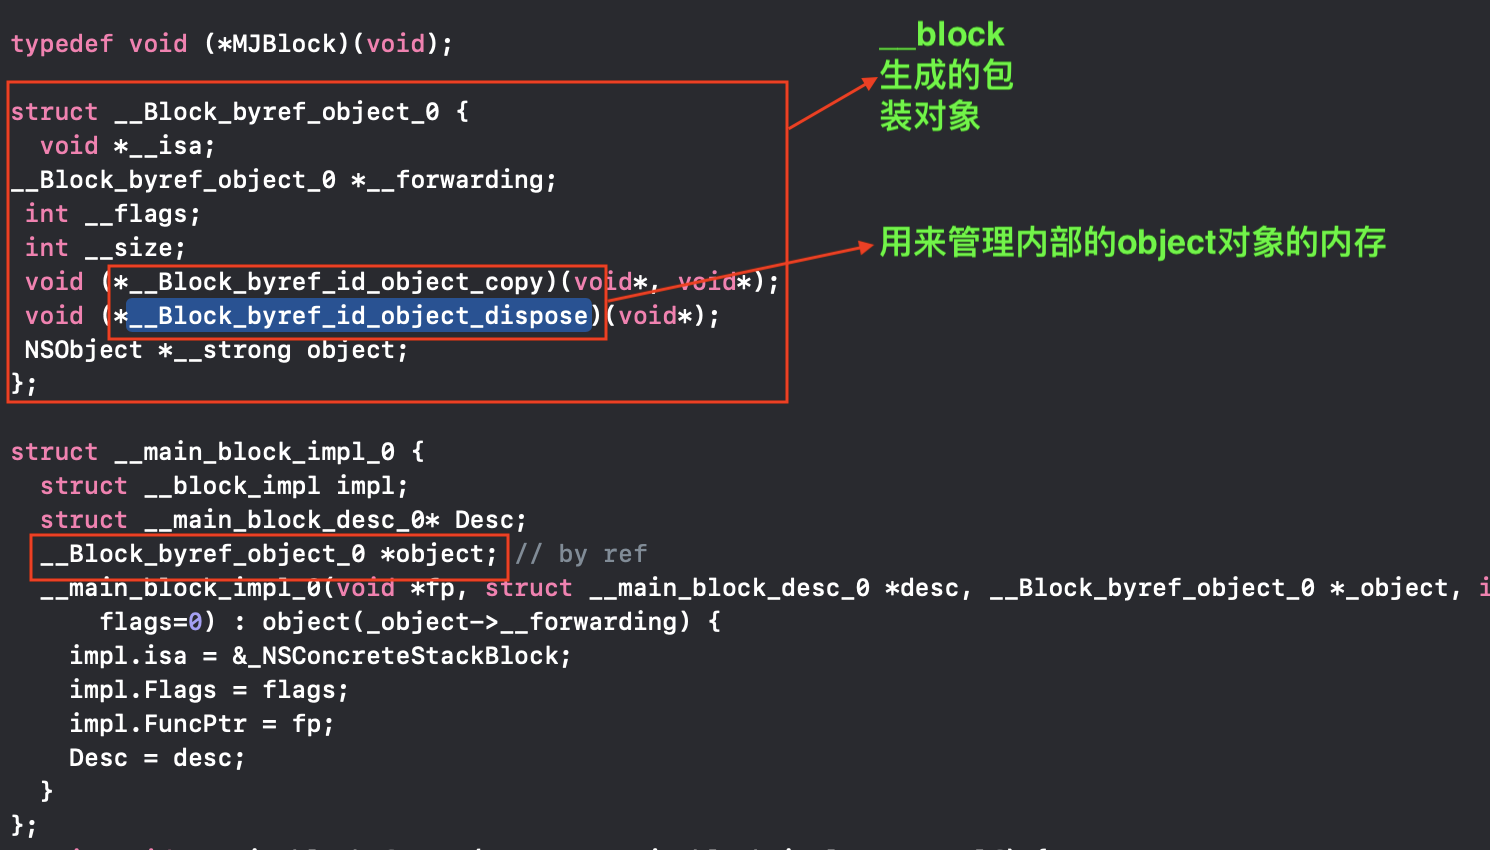 typedef void (*MJBlock)(void);
__block
生成的包
装对象
struct __Block_byref_object_0 {
void *__isa;
__Block_byref_object_0 *__forwarding;
int __flags;
int __size;
用来管理内部的object对象的内存
void (*__Block_byref_id_object_copy)(void*, void*);
void (*__Block_byref_id_object_dispose)(void*);
NSObject *__strong object;
};
struct __main_block_impl_0 {
struct __block_impl impl;
struct __main_block_desc_0* Desc;
__Block_byref_object_0 *object; // by ref
__main_block_impl_0(void *fp, struct __main_block_desc_0 *desc, __Block_byref_object_0 *_object, i
flags=0) : object(_object->__forwarding) {
impl.isa = &_NSConcreteStackBlock;
impl.Flags = flags;
impl.FuncPtr = fp;
Desc = desc;
}
};